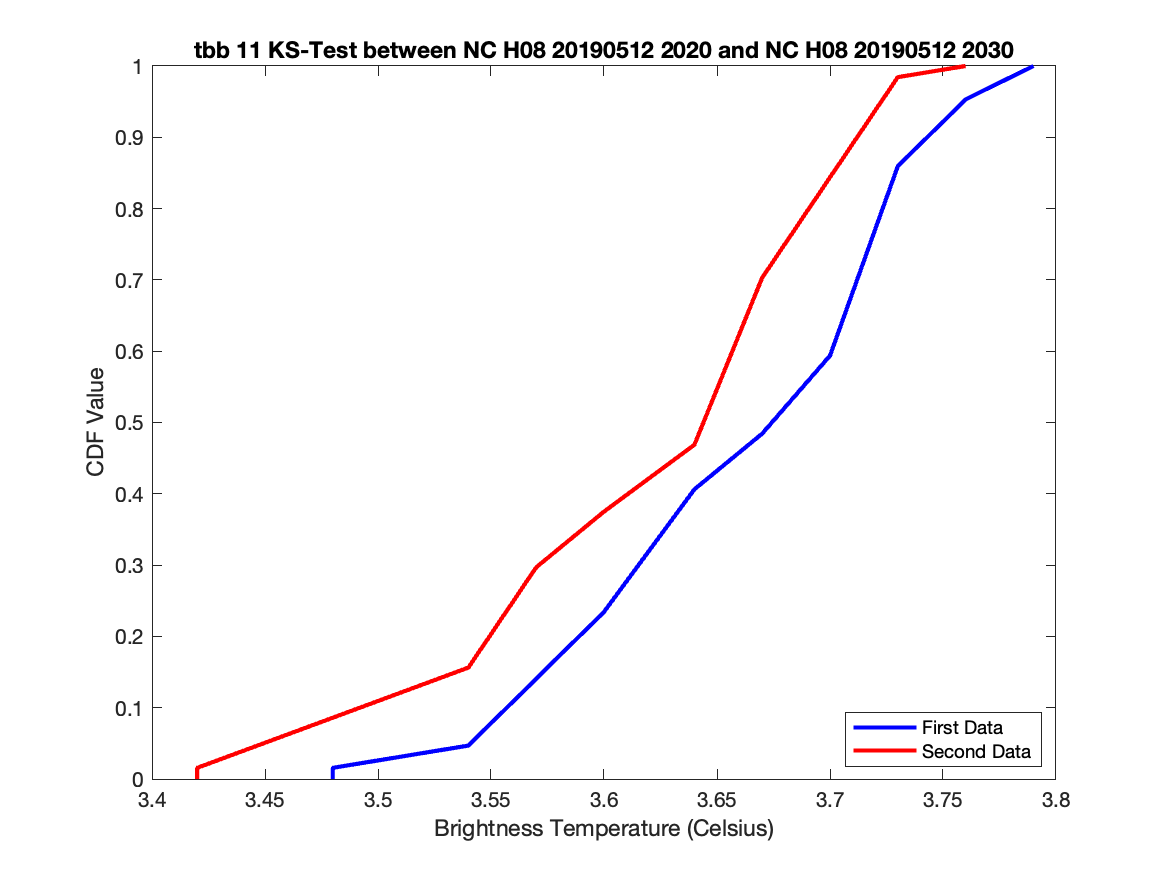 tbb 11 KS-Test between NC H08 20190512 2020 and NC H08 20190512 2030
1
0.9
0.8
0.7
0.6
0.5
0.4
0.3
0.2
0.1
0
CDF Value
3.4 3.45 3.5 3.55 3.6 3.65 3.7 3.75 3.8
Brightness Temperature (Celsius)
First Data
Second Data